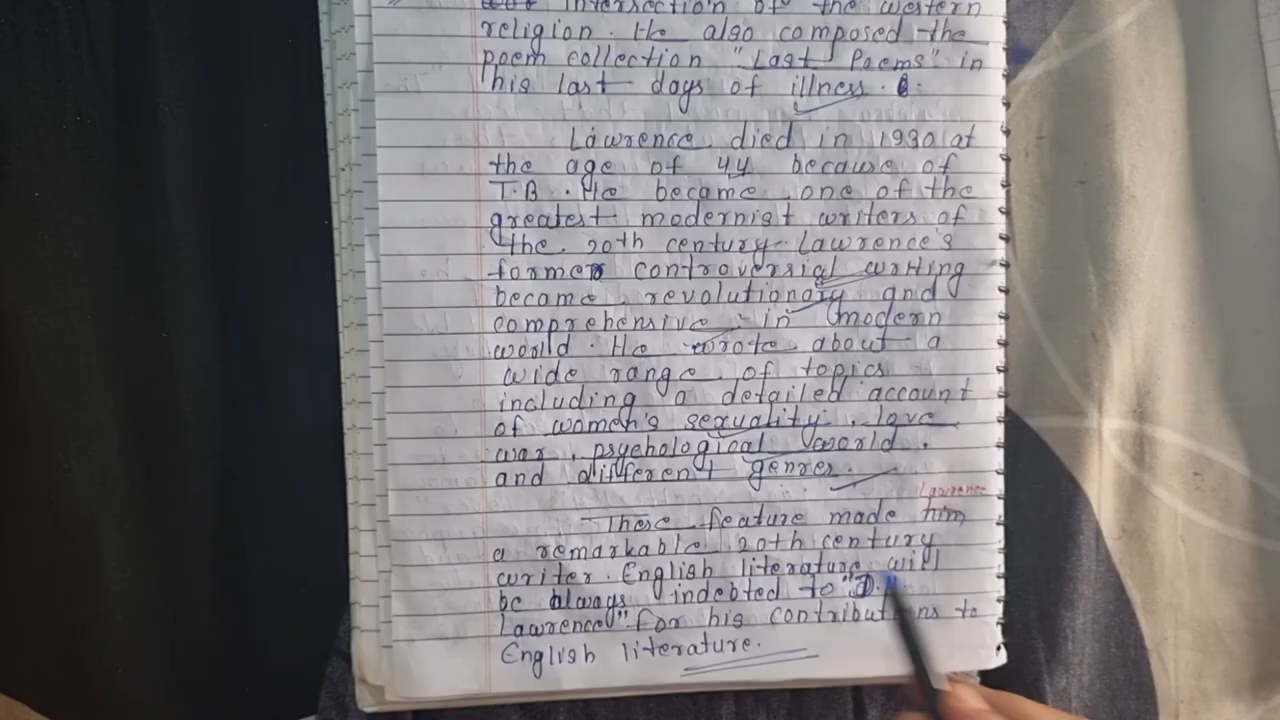 intersection of the western
religion. He also composed the
poem collection "Last Poems" in
his last days of illness.
Lawrence died in 1930 at
the age of 44 because of
T.B. He became one of the
greatest modernist writers of
the 20th century. Lawrence's
former controversial writing
became revolutionary and
comprehensive in modern
world. He wrote about a
wide range of topics
including a detailed account
of women's sexuality, love
war, psychological world.
and different genres.
Lawrence
These feature made him
a remarkable 20th century
writer. English literature will
be always indebted to "D.
Lawrence" for his contributions to
English literature.